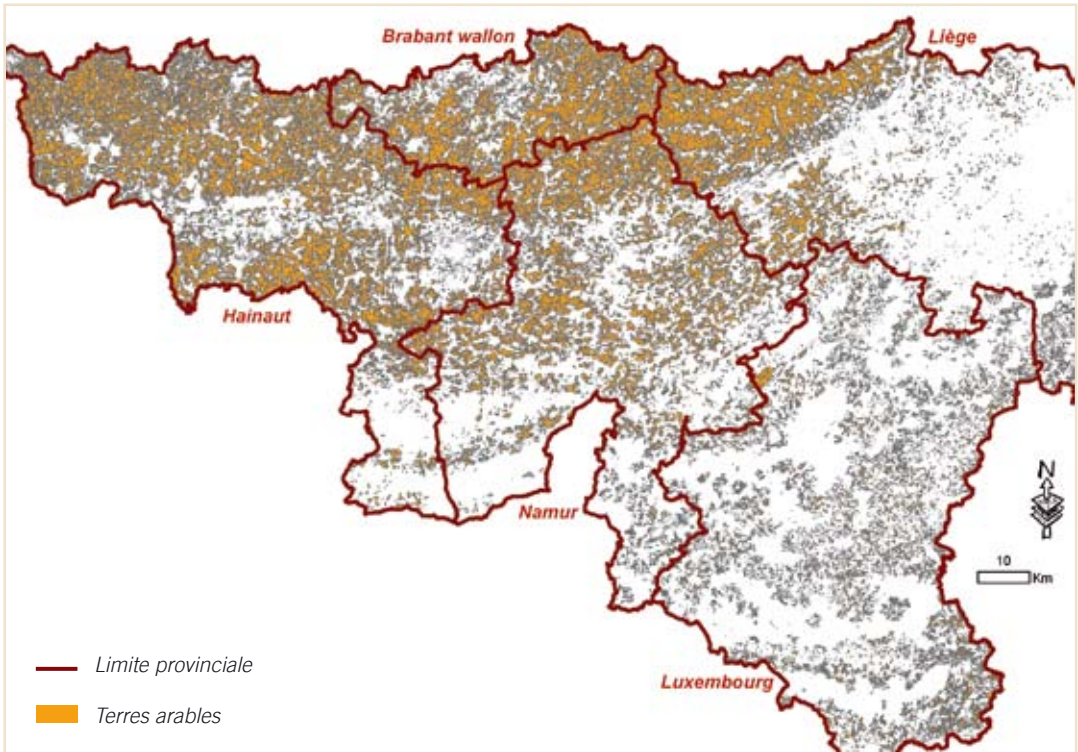 Brabant wallon
Liège
Hainaut
Namur
N
10
Km
Luxembourg
Limite provinciale
Terres arables